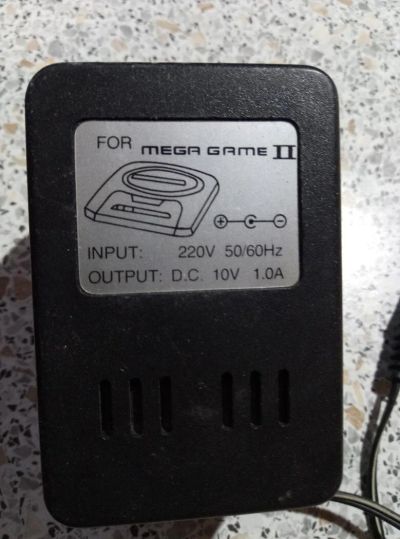 FOR MEGA GAME II
INPUT: 220V 50/60Hz
OUTPUT: D.C. 10V 1.0A